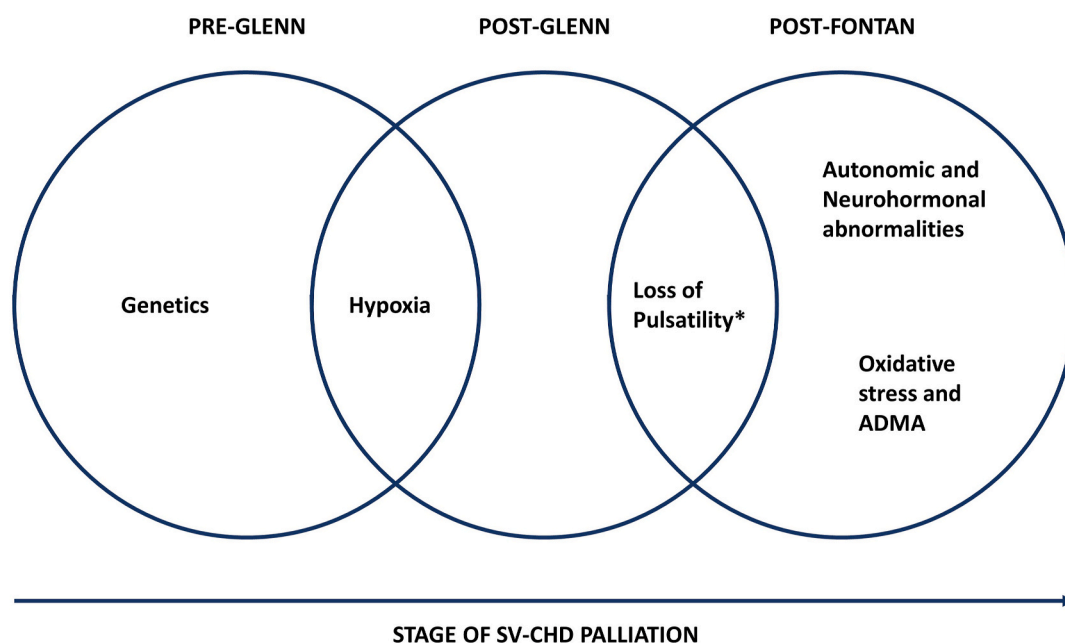 PRE-GLENN
POST-GLENN
POST-FONTAN
Genetics
Hypoxia
Loss of
Pulsatility*
Autonomic and
Neurohormonal
abnormalities
Oxidative
stress and
ADMA
STAGE OF SV-CHD PALLIATION